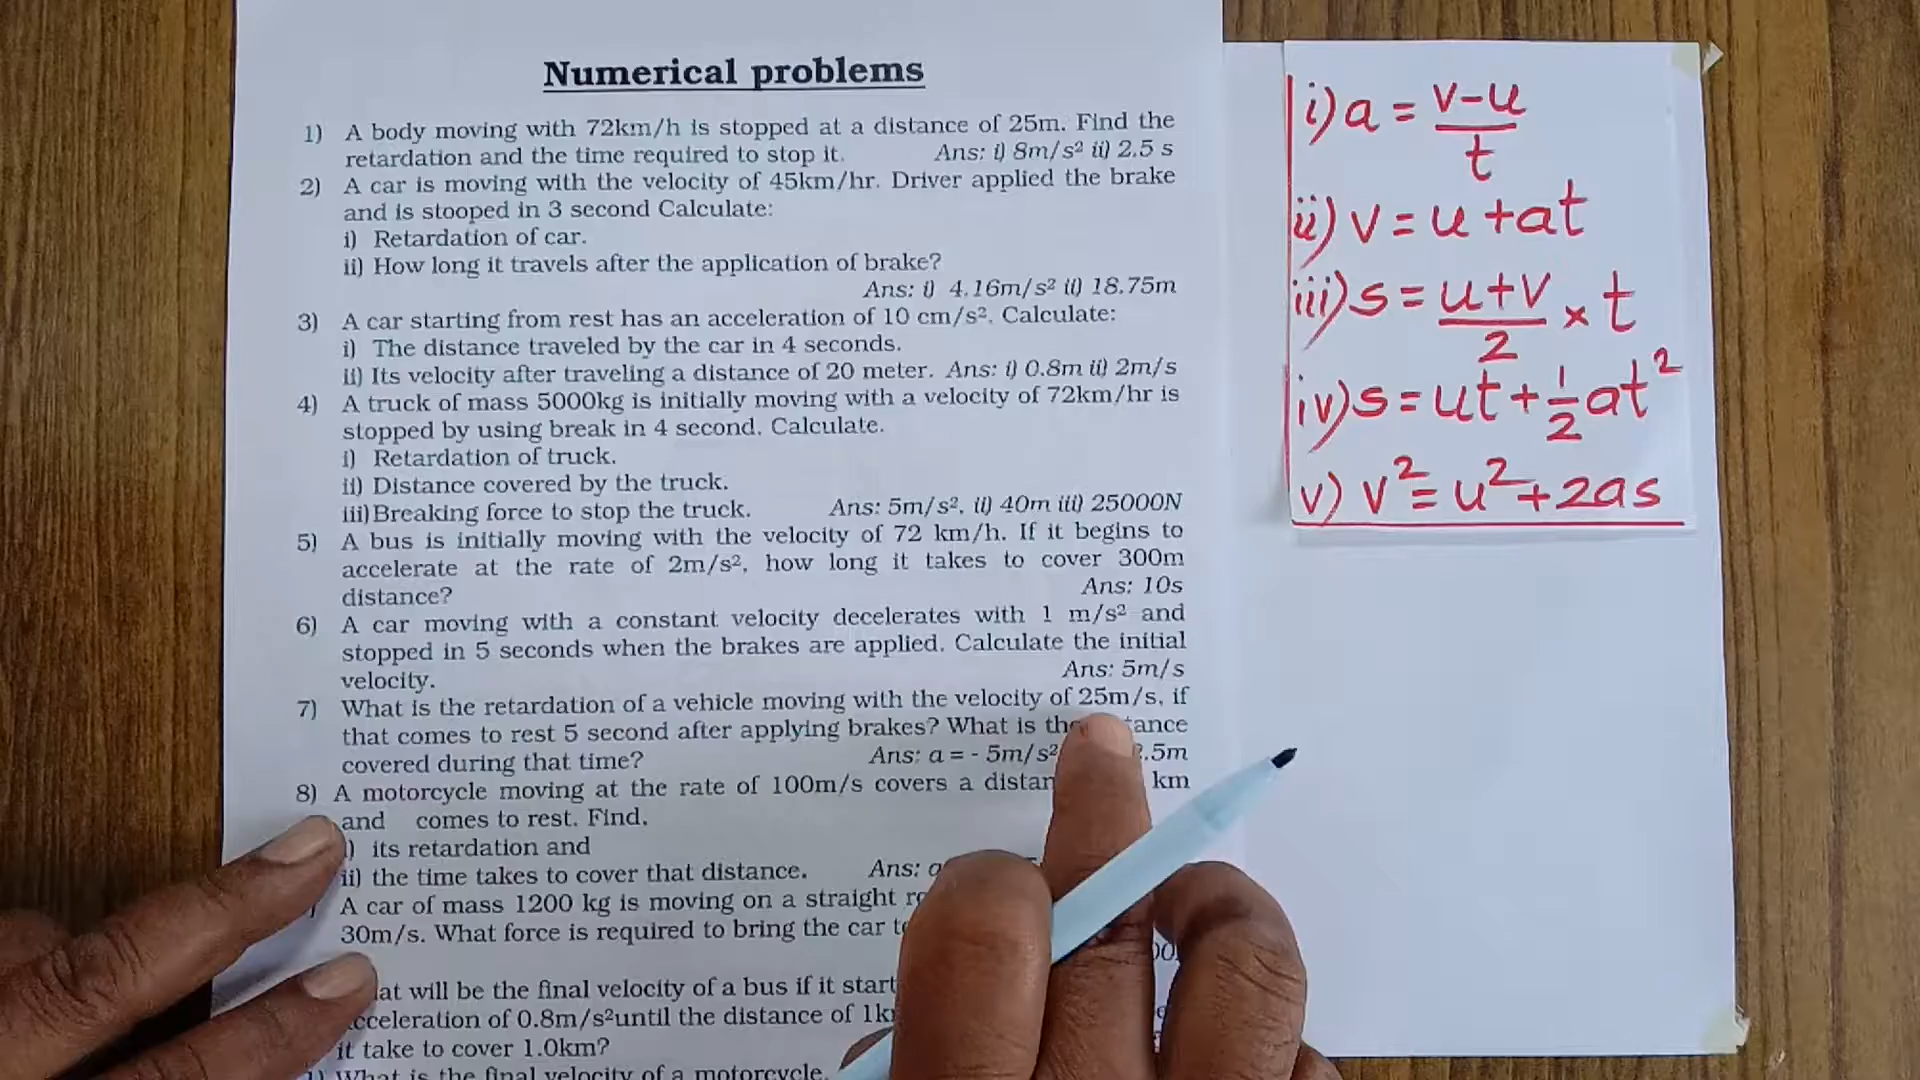 Numerical problems
1) A body moving with 72km/h is stopped at a distance of 25m. Find the
retardation and the time required to stop it. Ans: i) 8m/s² ii) 2.5 s
2) A car is moving with the velocity of 45km/hr. Driver applied the brake
and is stooped in 3 second Calculate:
i) Retardation of car.
ii) How long it travels after the application of brake?
Ans: i) 4.16m/s² ii) 18.75m
3) A car starting from rest has an acceleration of 10 cm/s². Calculate:
i) The distance traveled by the car in 4 seconds.
ii) Its velocity after traveling a distance of 20 meter. Ans: i) 0.8m ii) 2m/s
4) A truck of mass 5000kg is initially moving with a velocity of 72km/hr is
stopped by using break in 4 second. Calculate.
i) Retardation of truck.
ii) Distance covered by the truck.
iii) Breaking force to stop the truck. Ans: 5m/s², ii) 40m iii) 25000N
5) A bus is initially moving with the velocity of 72 km/h. If it begins to
accelerate at the rate of 2m/s², how long it takes to cover 300m
distance? Ans: 10s
6) A car moving with a constant velocity decelerates with 1 m/s² and
stopped in 5 seconds when the brakes are applied. Calculate the initial
velocity. Ans: 5m/s
7) What is the retardation of a vehicle moving with the velocity of 25m/s, if
that comes to rest 5 second after applying brakes? What is the
covered during that time? Ans: a = - 5m/s² .5m
8) A motorcycle moving at the rate of 100m/s covers a km
and comes to rest. Find.
its retardation and
ii) the time takes to cover that distance. Ans:
A car of mass 1200 kg is moving on a straight
30m/s. What force is required to bring the car
will be the final velocity of a bus if it start
of 0.8m/s² until the distance of
it take to cover 1.0km?
What is the final velocity of a motorcycle,
i) a = v-u / t
ii) v = u + at
iii) s = u+v / 2 × t
iv) s = ut + 1/2 at²
v) v² = u² + 2as